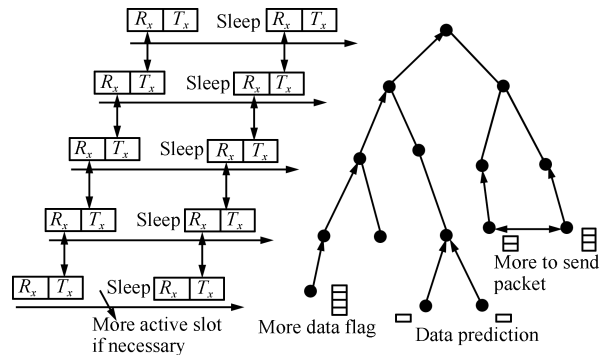 Rx Tx Sleep Rx Tx
Rx Tx Sleep Rx Tx
Rx Tx Sleep Rx Tx
Rx Tx Sleep Rx Tx
Rx Tx Sleep Rx Tx
More active slot
if necessary
More data flag
Data prediction
More to send
packet